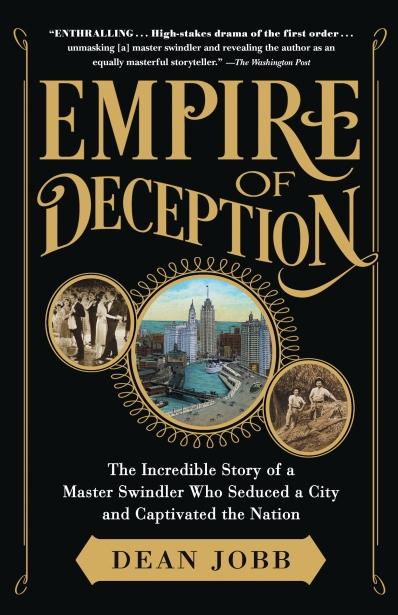 “ENTHRALLING . . . High-stakes drama of the first order . . .
unmasking [a] master swindler and revealing the author as an
equally masterful storyteller.” —The Washington Post
EMPIRE
OF
DECEPTION
The Incredible Story of a
Master Swindler Who Seduced a City
and Captivated the Nation
DEAN JOBB